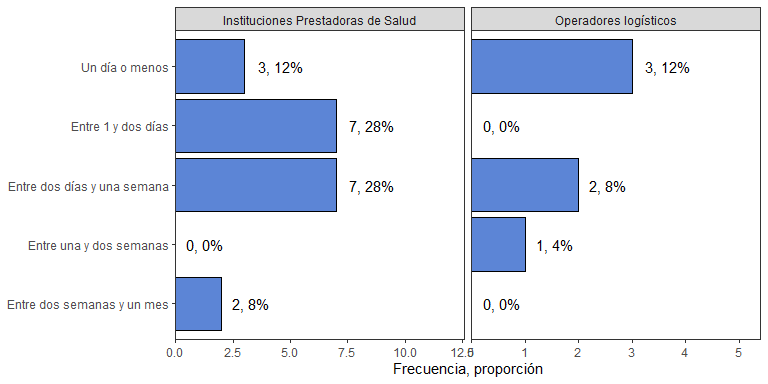 Instituciones Prestadoras de Salud
Operadores logísticos
Un día o menos
3, 12%
3, 12%
Entre 1 y dos días
7, 28%
0, 0%
Entre dos días y una semana
7, 28%
2, 8%
Entre una y dos semanas
0, 0%
1, 4%
Entre dos semanas y un mes
2, 8%
0, 0%
0.0 2.5 5.0 7.5 10.0 12.5
0 1 2 3 4 5
Frecuencia, proporción